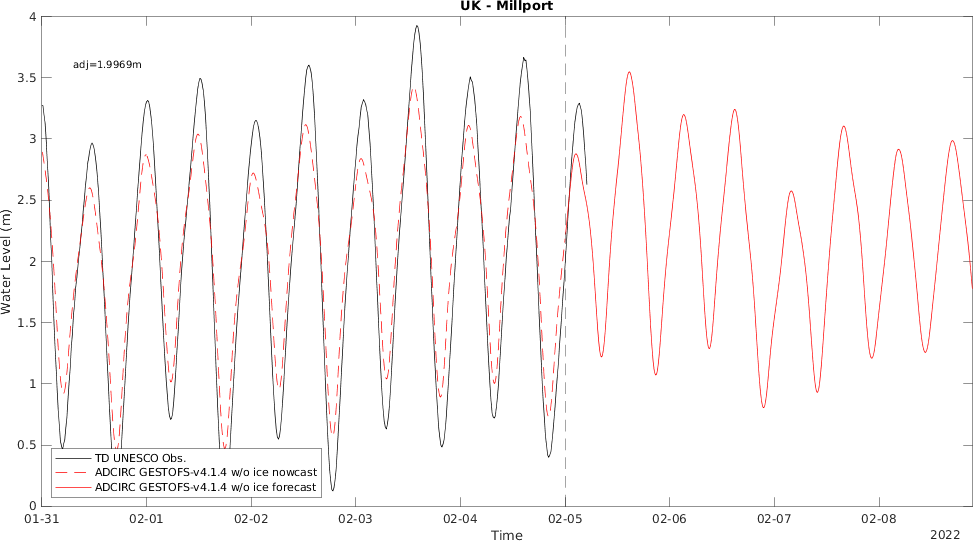 UK - Millport
adj=1.9969m
4
3.5
3
2.5
2
1.5
1
0.5
0
Water Level (m)
TD UNESCO Obs.
ADCIRC GESTOFS-v4.1.4 w/o ice nowcast
ADCIRC GESTOFS-v4.1.4 w/o ice forecast
01-31 02-01 02-02 02-03 02-04 02-05 02-06 02-07 02-08
Time
2022